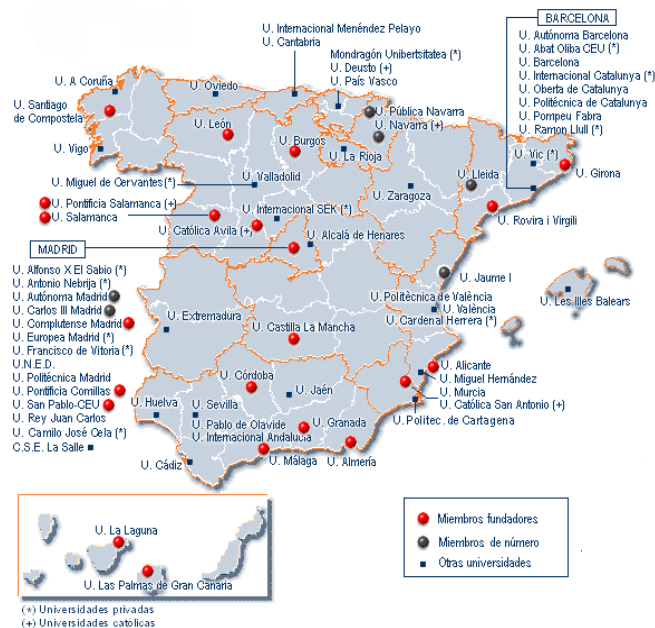 U. Internacional Menéndez Pelayo
U. Cantabria
BARCELONA
U. Autónoma Barcelona
U. Abat Oliba CEU (*)
U. Barcelona
U. Internacional Catalunya (*)
U. Oberta de Catalunya
U. Politécnica de Catalunya
U. Pompeu Fabra
U. Ramon Llull (*)
Mondragón Unibertsitatea (*)
U. Deusto (+)
U. País Vasco
U. A Coruña
U. Oviedo
U. Santiago
de Compostela
U. León
U. Pública Navarra
U. Navarra (+)
U. Burgos
U. Vigo
U. La Rioja
U. Vic (*)
U. Lleida
U. Girona
U. Miguel de Cervantes (*)
U. Valladolid
U. Zaragoza
U. Pontificia Salamanca (+)
U. Salamanca
U. Internacional SEK (*)
U. Católica Avila (+)
U. Rovira i Virgili
U. Alcalá de Henares
MADRID
U. Alfonso X El Sabio (*)
U. Antonio Nebrija (*)
U. Autónoma Madrid
U. Carlos III Madrid
U. Complutense Madrid
U. Europea Madrid (*)
U. Francisco de Vitoria (*)
U.N.E.D.
U. Politécnica Madrid
U. Pontificia Comillas
U. San Pablo-CEU
U. Rey Juan Carlos
U. Camilo José Cela (*)
C.S.E. La Salle
U. Jaume I
U. Politècnica de València
U. València
U. Cardenal Herrera (*)
U. Les Illes Balears
U. Extremadura
U. Castilla La Mancha
U. Alicante
U. Miguel Hernández
U. Murcia
U. Católica San Antonio (+)
U. Politec. de Cartagena
U. Córdoba
U. Jaén
U. Huelva
U. Sevilla
U. Pablo de Olavide
U. Internacional Andalucía
U. Granada
U. Cádiz
U. Málaga
U. Almería
U. La Laguna
U. Las Palmas de Gran Canaria
Miembros fundadores
Miembros de número
Otras universidades
(*) Universidades privadas
(+) Universidades católicas